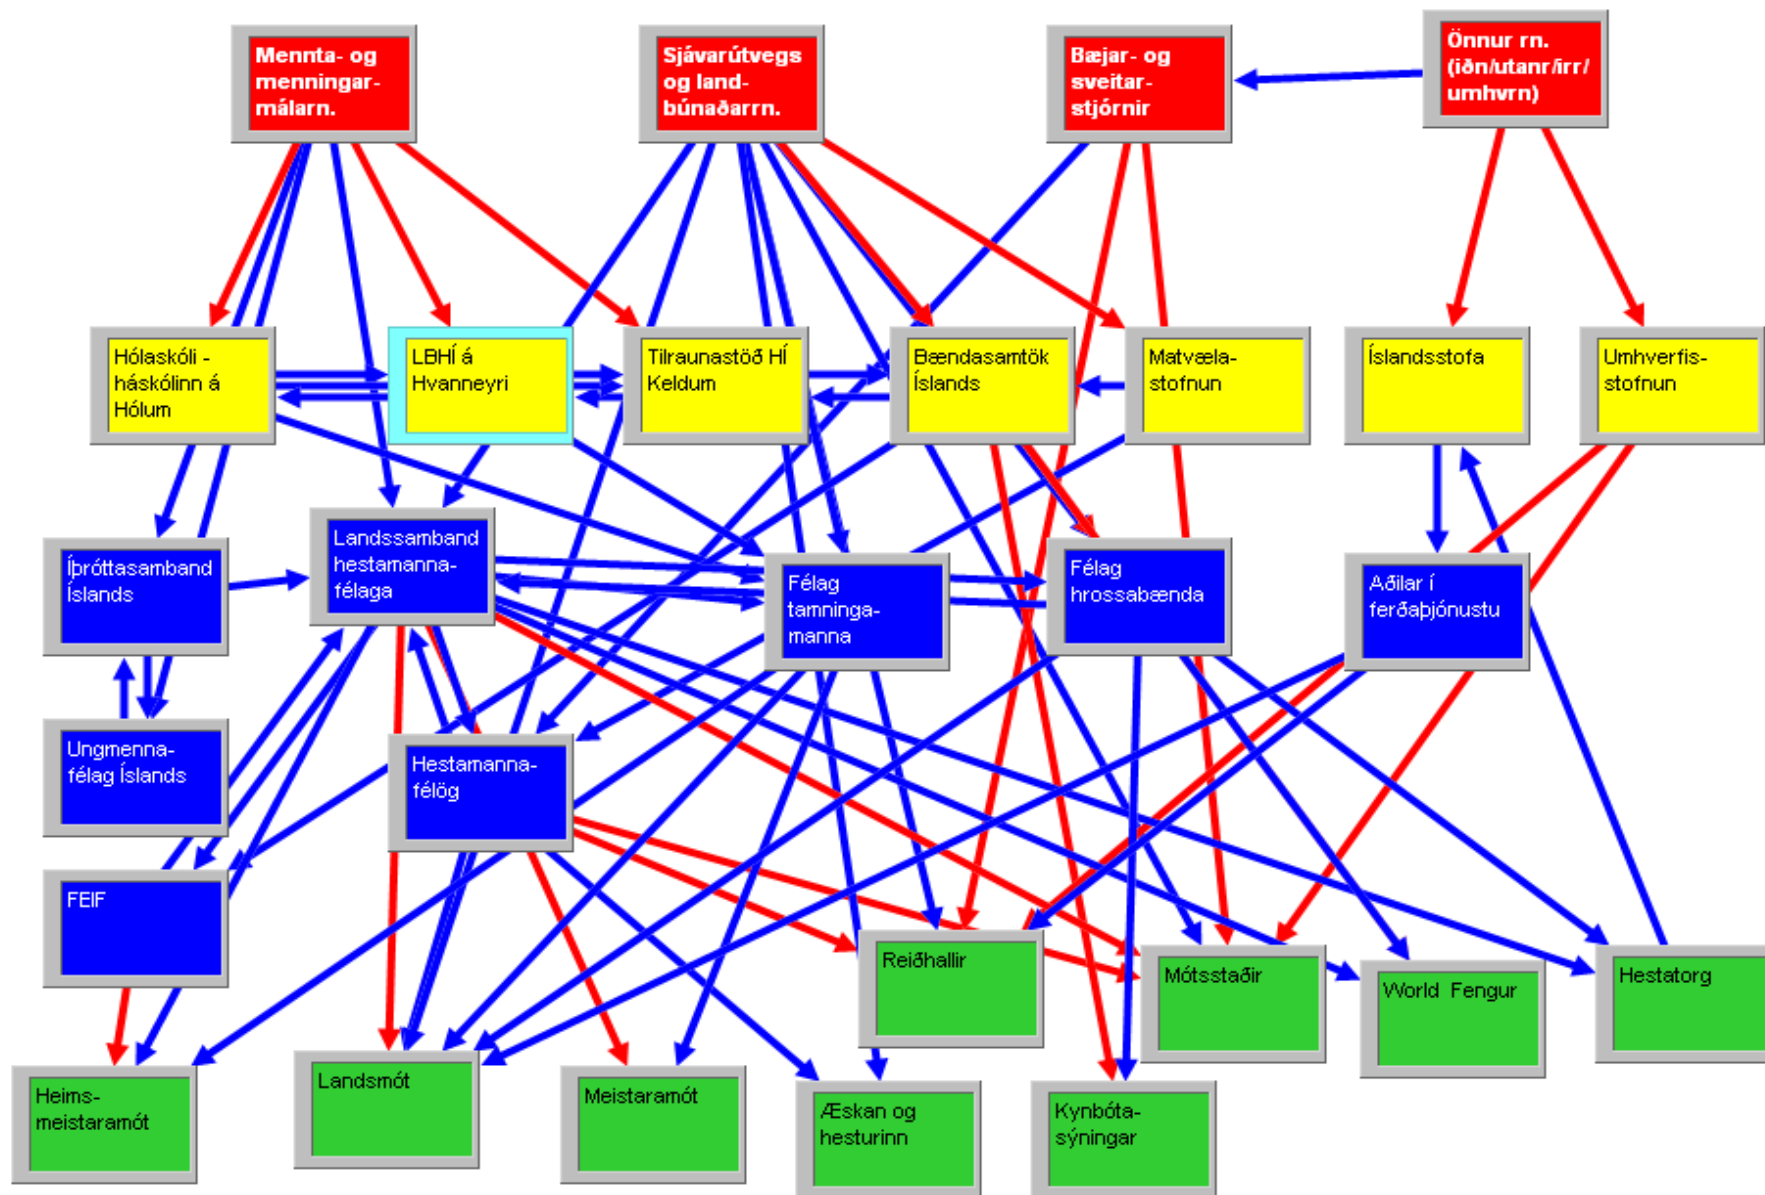 Mennta- og
menningar-
málarn.
Sjávarútvegs
og land-
búnaðarrn.
Bæjar- og
sveitar-
stjórnir
Önnur rn.
(iðn/utanr/irr/
umhvrn)
Hólaskóli -
háskólinn á
Hólum
LBHÍ á
Hvanneyri
Tilraunastöð HÍ
Keldum
Bændasamtök
Íslands
Matvæla-
stofnun
Íslandsstofa
Umhverfis-
stofnun
Íþróttasamband
Íslands
Landssamband
hestamanna-
félaga
Félag
tamninga-
manna
Félag
hrossabænda
Aðilar í
ferðaþjónustu
Ungmenna-
félag Íslands
Hestamanna-
félög
FEIF
Reiðhallir
Mótsstaðir
World Fengur
Hestatorg
Heims-
meistaramót
Landsmót
Meistaramót
Æskan og
hesturinn
Kynbóta-
sýningar